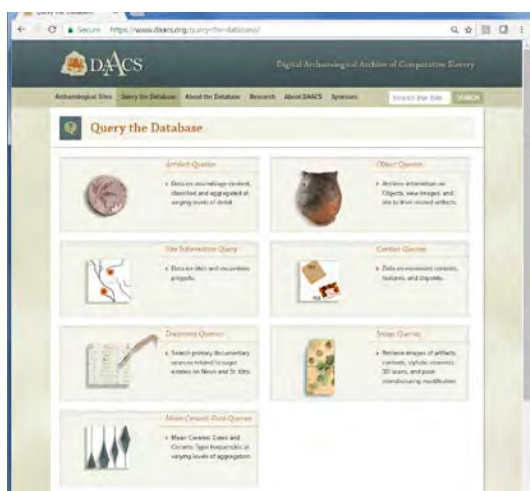 Secure https://www.daacs.org/query-the-database/
DAACS
Digital Archaeological Archive of Comparative Slavery
Archaeological Sites Query the Database About the Database Research About DAACS Sponsors Search the Site SEARCH
Query the Database
Artifact Queries
Data on assemblage content,
classified and aggregated at
varying levels of detail.
Object Queries
Retrieve information on
Objects, view images, and
link to their related artifacts.
Site Information Query
Data on sites and excavation
projects.
Context Queries
Data on excavated contexts,
features, and deposits.
Document Queries
Search primary documentary
sources related to sugar
estates on Nevis and St. Kitts.
Image Queries
Retrieve images of artifacts,
contexts, stylistic elements,
3D scans, and post-
manufacturing modification.
Mean Ceramic Date Queries
Mean Ceramic Dates and
Ceramic Type frequencies at
varying levels of aggregation.